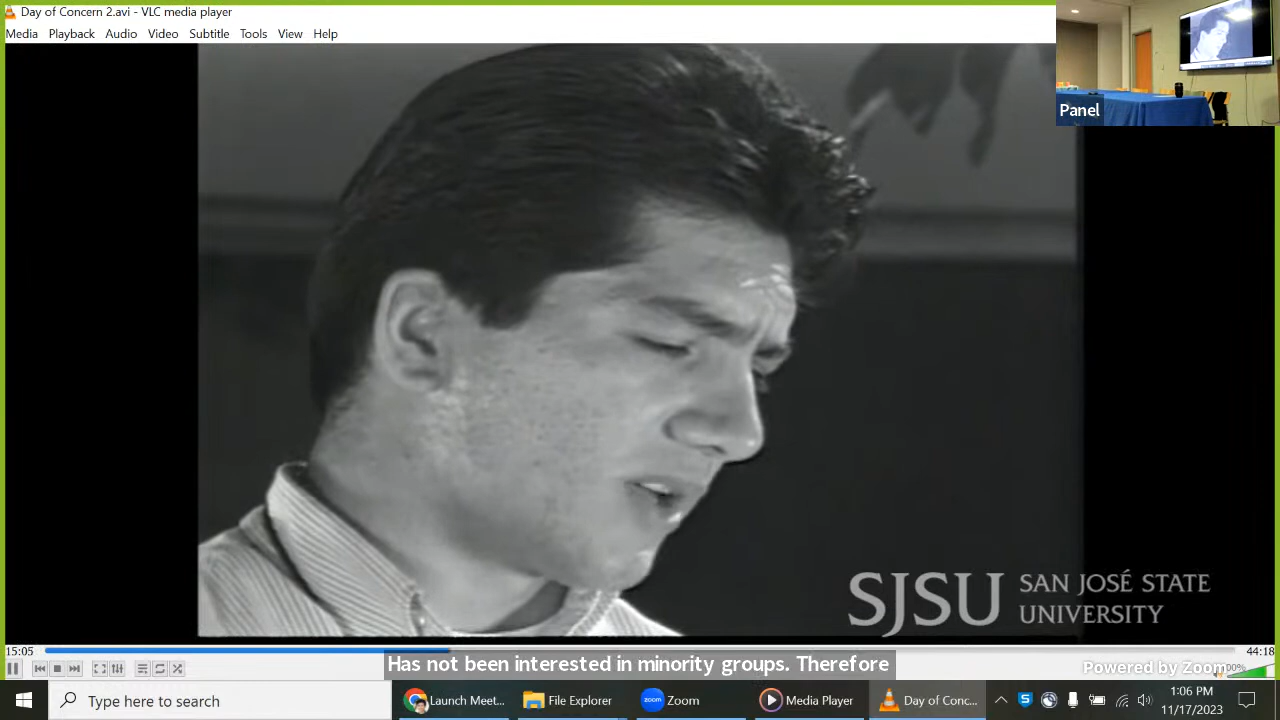 Day of Concern 2.avi - VLC media player
Media Playback Audio Video Subtitle Tools View Help
Panel
SJSU SAN JOSÉ STATE
UNIVERSITY
15:05
44:18
Has not been interested in minority groups. Therefore
Powered by Zoom
Type here to search
Launch Meet...
File Explorer
Zoom
Media Player
Day of Conc...
1:06 PM
11/17/2023